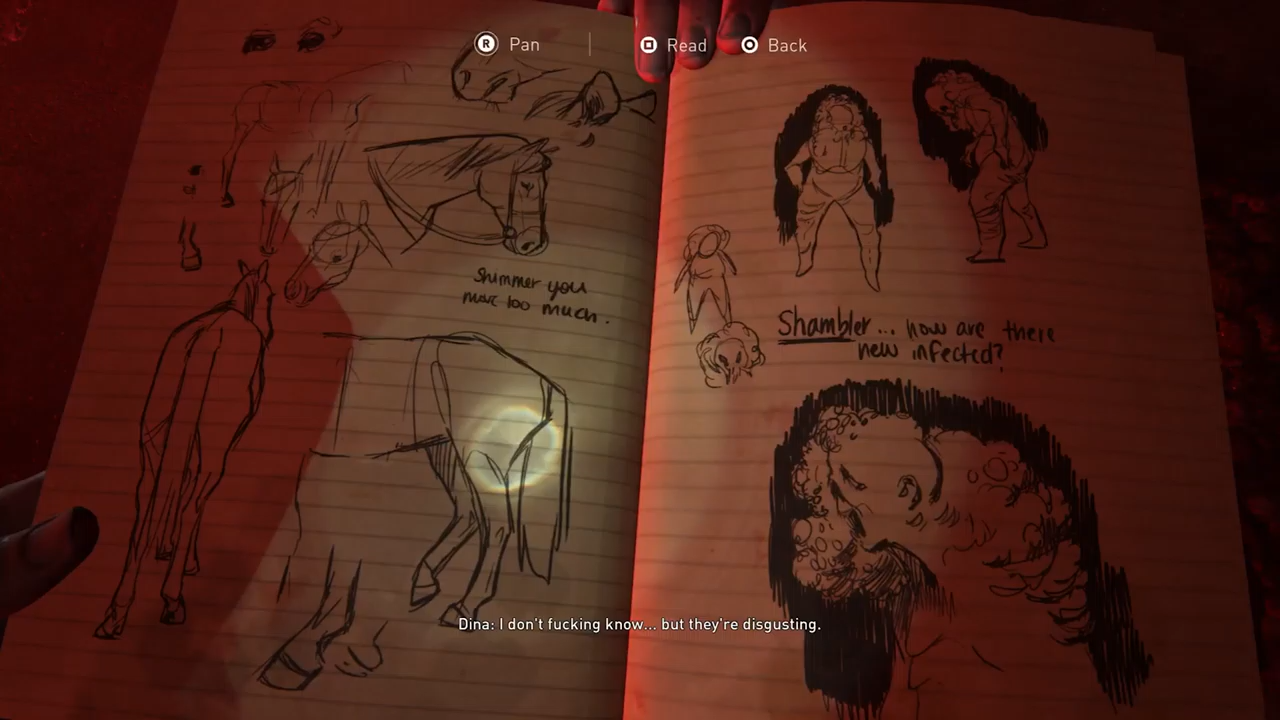 R Pan | Read Back
Shimmer you
move too much.
Shambler... how are there
new infected?
Dina: I don't fucking know... but they're disgusting.